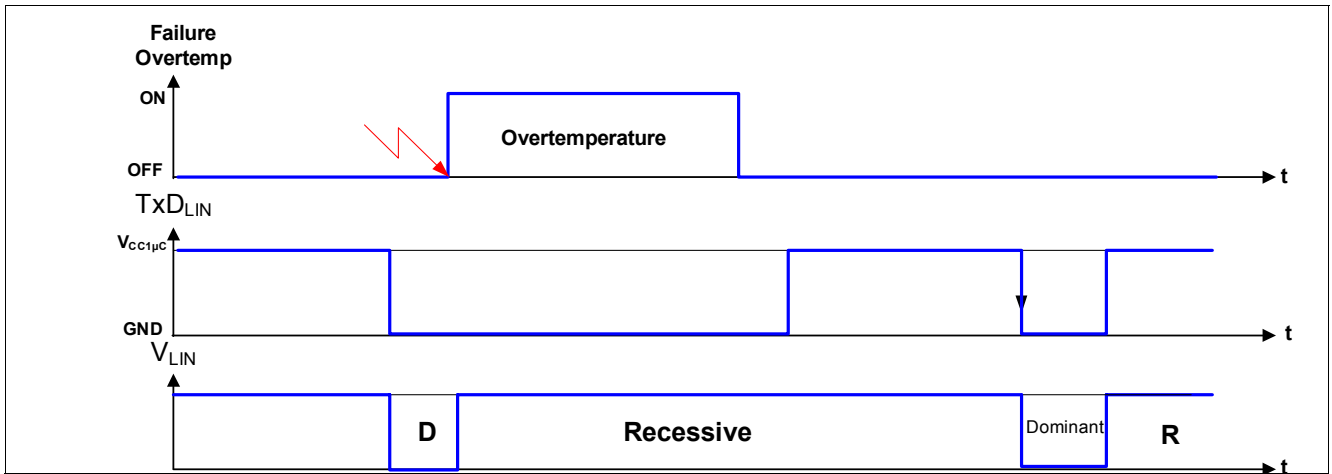 Failure
Overtemp
ON
Overtemperature
OFF
t
TxDLIN
VCC1µC
GND
t
VLIN
D
Recessive
Dominant
R
t